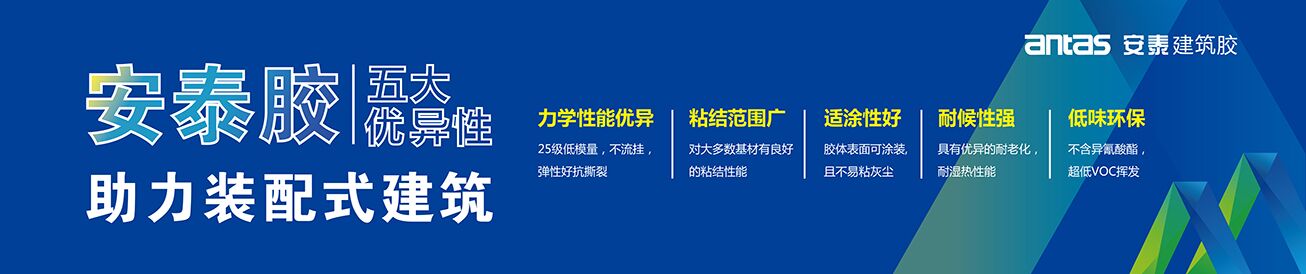 antas 安泰建筑胶
安泰胶
五大
优异性
助力装配式建筑
力学性能优异
25级低模量，不流挂，
弹性好抗撕裂
粘结范围广
对大多数基材有良好
的粘结性能
适涂性好
胶体表面可涂装,
且不易粘灰尘
耐候性强
具有优异的耐老化，
耐湿热性能
低味环保
不含异氰酸酯，
超低VOC挥发